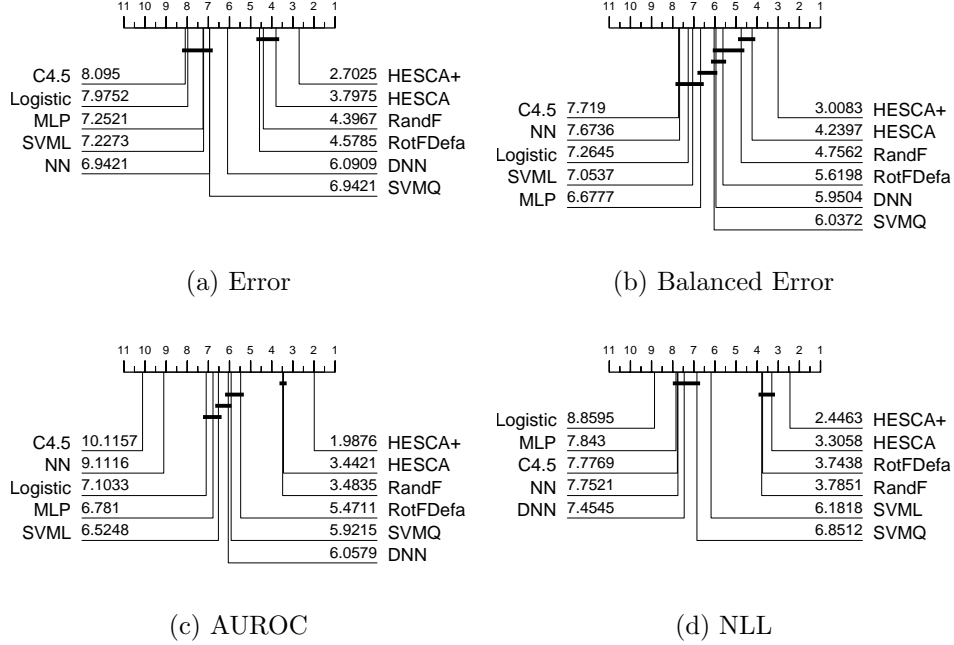 11 10 9 8 7 6 5 4 3 2 1
C4.5 8.095 2.7025 HESCA+
Logistic 7.9752 3.7975 HESCA
MLP 7.2521 4.3967 RandF
SVML 7.2273 4.5785 RotFDefa
NN 6.9421 6.0909 DNN
6.9421 SVMQ
(a) Error
11 10 9 8 7 6 5 4 3 2 1
C4.5 7.719 3.0083 HESCA+
NN 7.6736 4.2397 HESCA
Logistic 7.2645 4.7562 RandF
SVML 7.0537 5.6198 RotFDefa
MLP 6.6777 5.9504 DNN
6.0372 SVMQ
(b) Balanced Error
11 10 9 8 7 6 5 4 3 2 1
C4.5 10.1157 1.9876 HESCA+
NN 9.1116 3.4421 HESCA
Logistic 7.1033 3.4835 RandF
MLP 6.781 5.4711 RotFDefa
SVML 6.5248 5.9215 SVMQ
6.0579 DNN
(c) AUROC
11 10 9 8 7 6 5 4 3 2 1
Logistic 8.8595 2.4463 HESCA+
MLP 7.843 3.3058 HESCA
C4.5 7.7769 3.7438 RotFDefa
NN 7.7521 3.7851 RandF
DNN 7.4545 6.1818 SVML
6.8512 SVMQ
(d) NLL